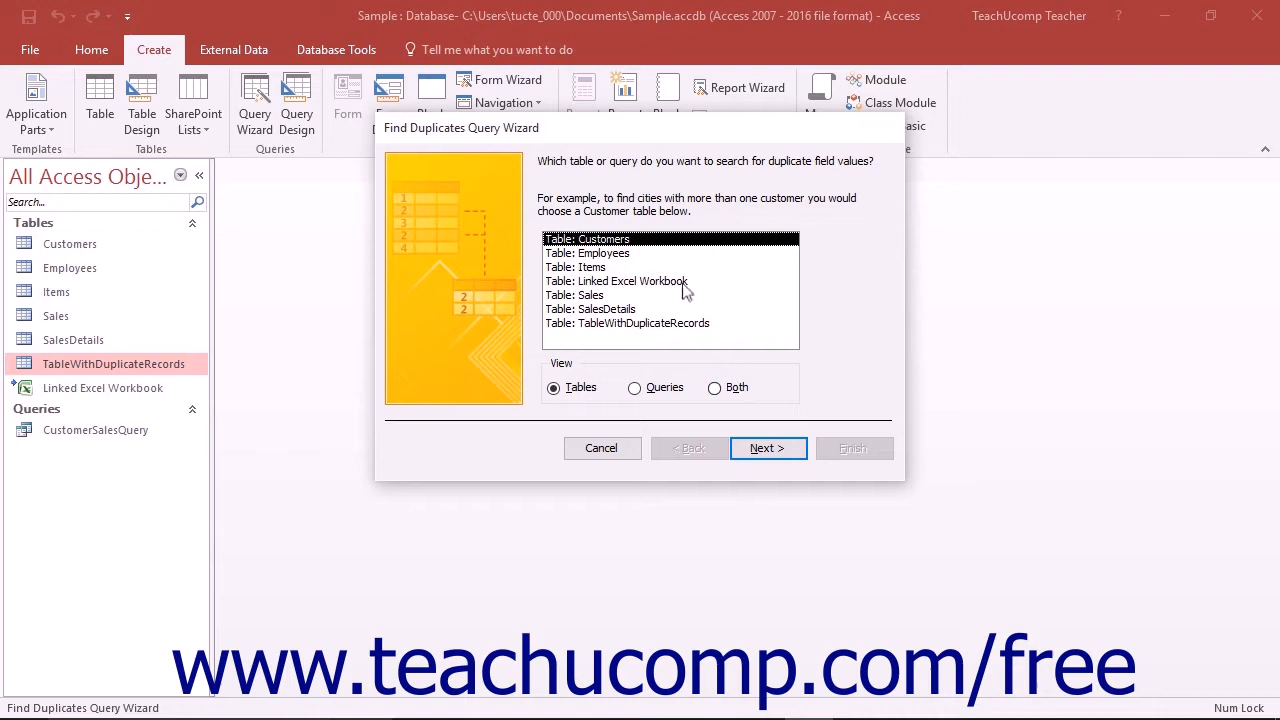 Sample : Database- C:\Users\tucte_000\Documents\Sample.accdb (Access 2007 - 2016 file format) - Access
TeachUcomp Teacher
?
File
Home
Create
External Data
Database Tools
Tell me what you want to do
Application Parts
Table
Table Design
SharePoint Lists
Query Wizard
Query Design
Form
Form Wizard
Navigation
Report Wizard
Module
Class Module
Templates
Tables
Queries
Find Duplicates Query Wizard
Which table or query do you want to search for duplicate field values?
For example, to find cities with more than one customer you would
choose a Customer table below.
Table: Customers
Table: Employees
Table: Items
Table: Linked Excel Workbook
Table: Sales
Table: SalesDetails
Table: TableWithDuplicateRecords
View
Tables
Queries
Both
Cancel
< Back
Next >
Finish
1
2
3
2
4
2
2
All Access Obje... «
Search...
Tables
Customers
Employees
Items
Sales
SalesDetails
TableWithDuplicateRecords
Linked Excel Workbook
Queries
CustomerSalesQuery
www.teachucomp.com/free
Find Duplicates Query Wizard
Num Lock